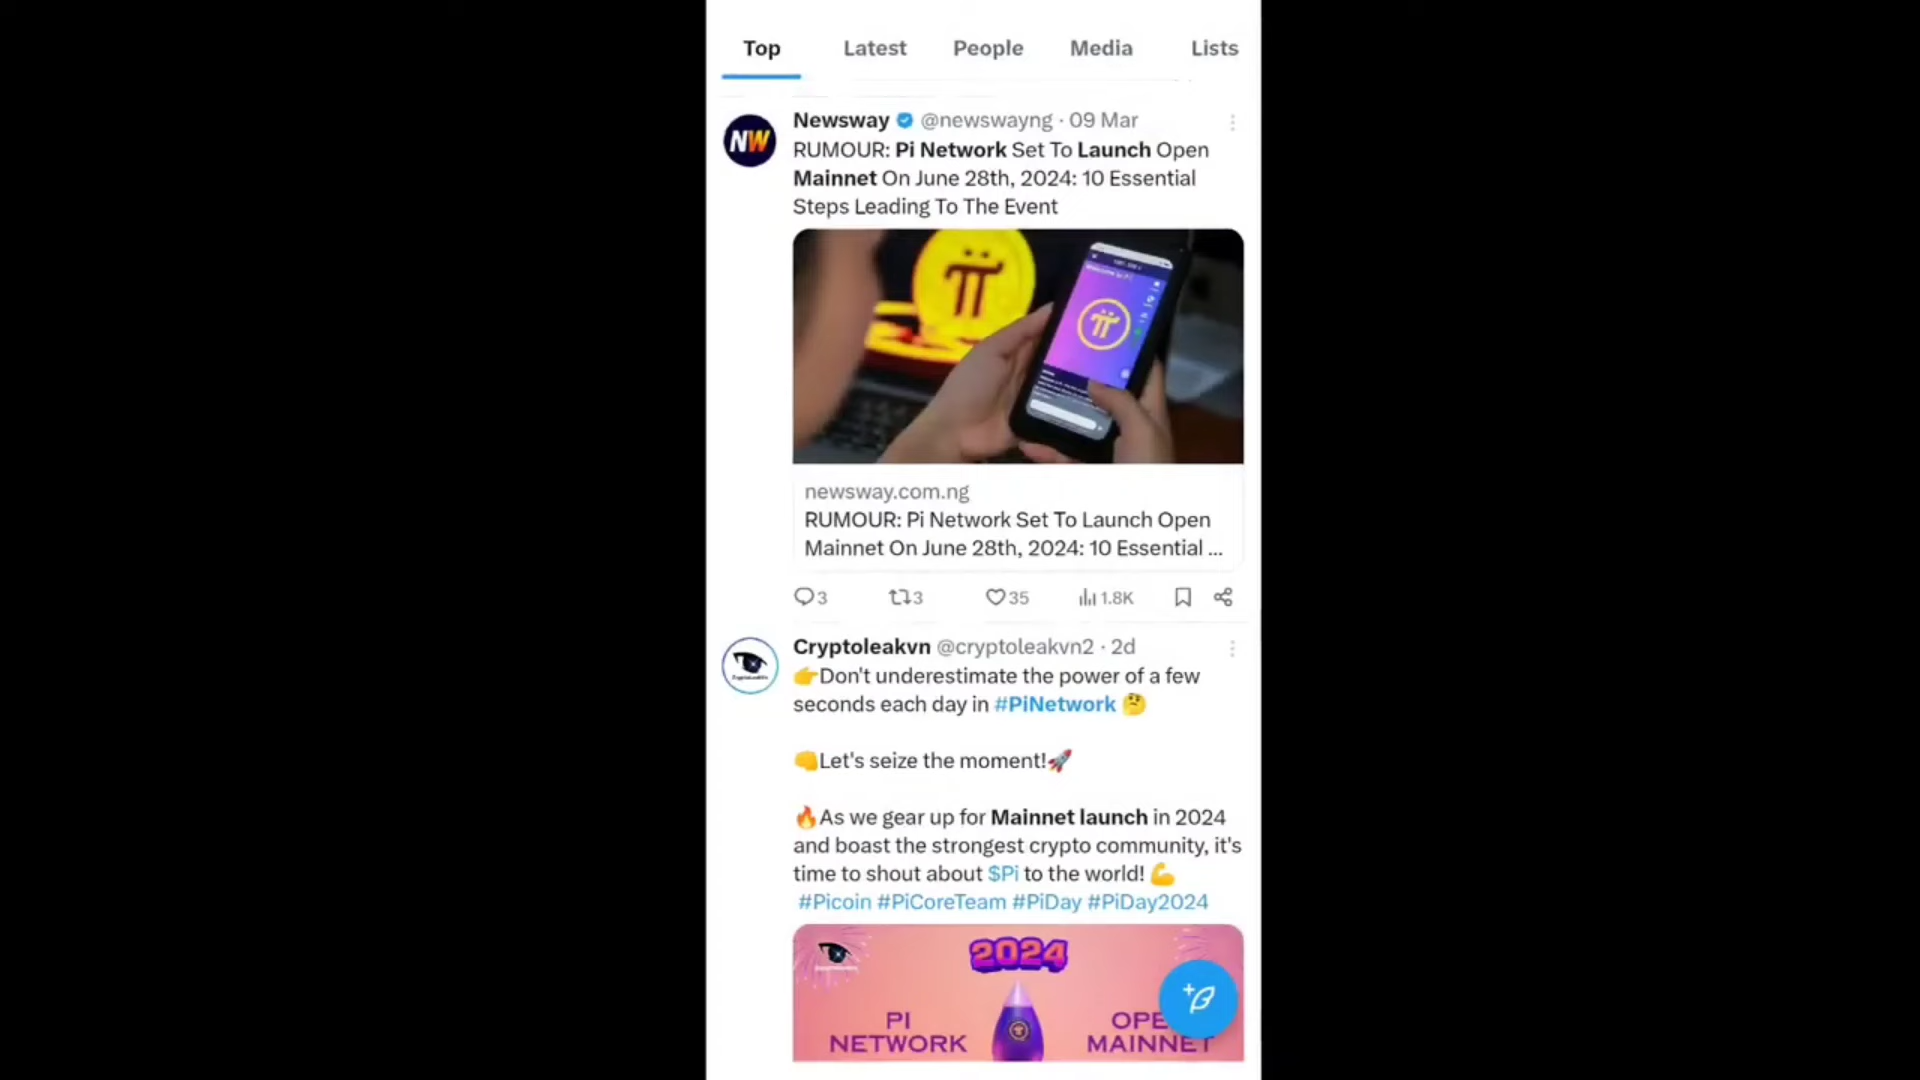 Top Latest People Media Lists
NW
Newsway @newswayng · 09 Mar
RUMOUR: Pi Network Set To Launch Open
Mainnet On June 28th, 2024: 10 Essential
Steps Leading To The Event
newsway.com.ng
RUMOUR: Pi Network Set To Launch Open
Mainnet On June 28th, 2024: 10 Essential ...
3 3 35 1.8K
Cryptoleakvn @cryptoleakvn2 · 2d
👉Don't underestimate the power of a few
seconds each day in #PiNetwork 🤔
👊Let's seize the moment!🚀
🔥As we gear up for Mainnet launch in 2024
and boast the strongest crypto community, it's
time to shout about $Pi to the world! 💪
#Picoin #PiCoreTeam #PiDay #PiDay2024
2024
PI
NETWORK
MAINNET